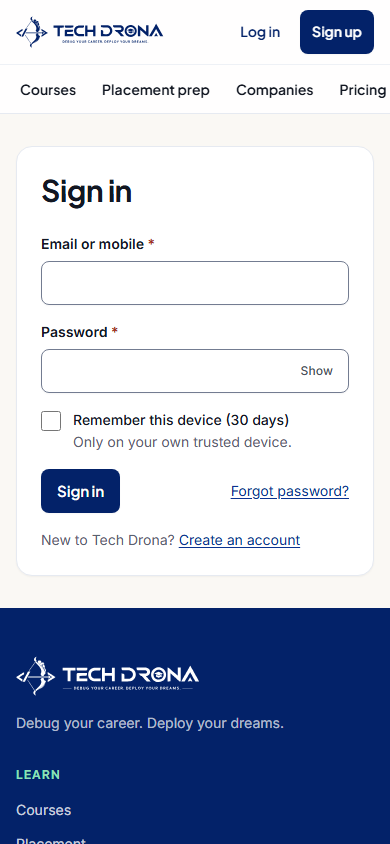 TECH DRONA
DEBUG YOUR CAREER. DEPLOY YOUR DREAMS.
Log in
Sign up
Courses
Placement prep
Companies
Pricing
Sign in
Email or mobile *
Password *
Show
Remember this device (30 days)
Only on your own trusted device.
Sign in
Forgot password?
New to Tech Drona? Create an account
TECH DRONA
DEBUG YOUR CAREER. DEPLOY YOUR DREAMS.
Debug your career. Deploy your dreams.
LEARN
Courses
Placement